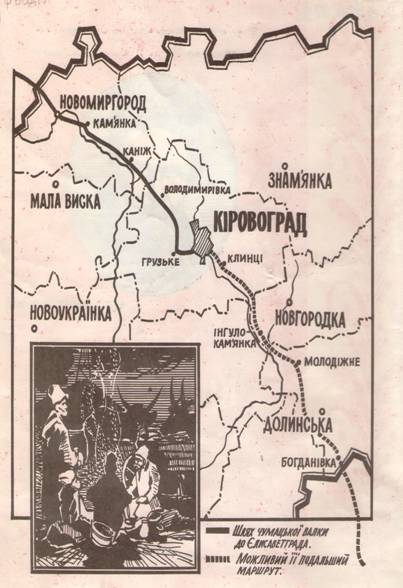 НОВОМИРГОРОД
КАМ'ЯНКА
КАНІЖ
ВОЛОДИМИРІВКА
ЗНАМ'ЯНКА
МАЛА ВИСКА
КІРОВОГРАД
ГРУЗЬКЕ
КЛИНЦІ
НОВОУКРАЇНКА
НОВГОРОДКА
ІНГУЛО-
КАМ'ЯНКА
МОЛОДІЖНЕ
ДОЛИНСЬКА
БОГДАНІВКА
ШЛЯХ ЧУМАЦЬКОЇ ВАЛКИ
ДО ЄЛИСАВЕТГРАДА.
МОЖЛИВИЙ ЇЇ ПОДАЛЬШИЙ
МАРШРУТ.